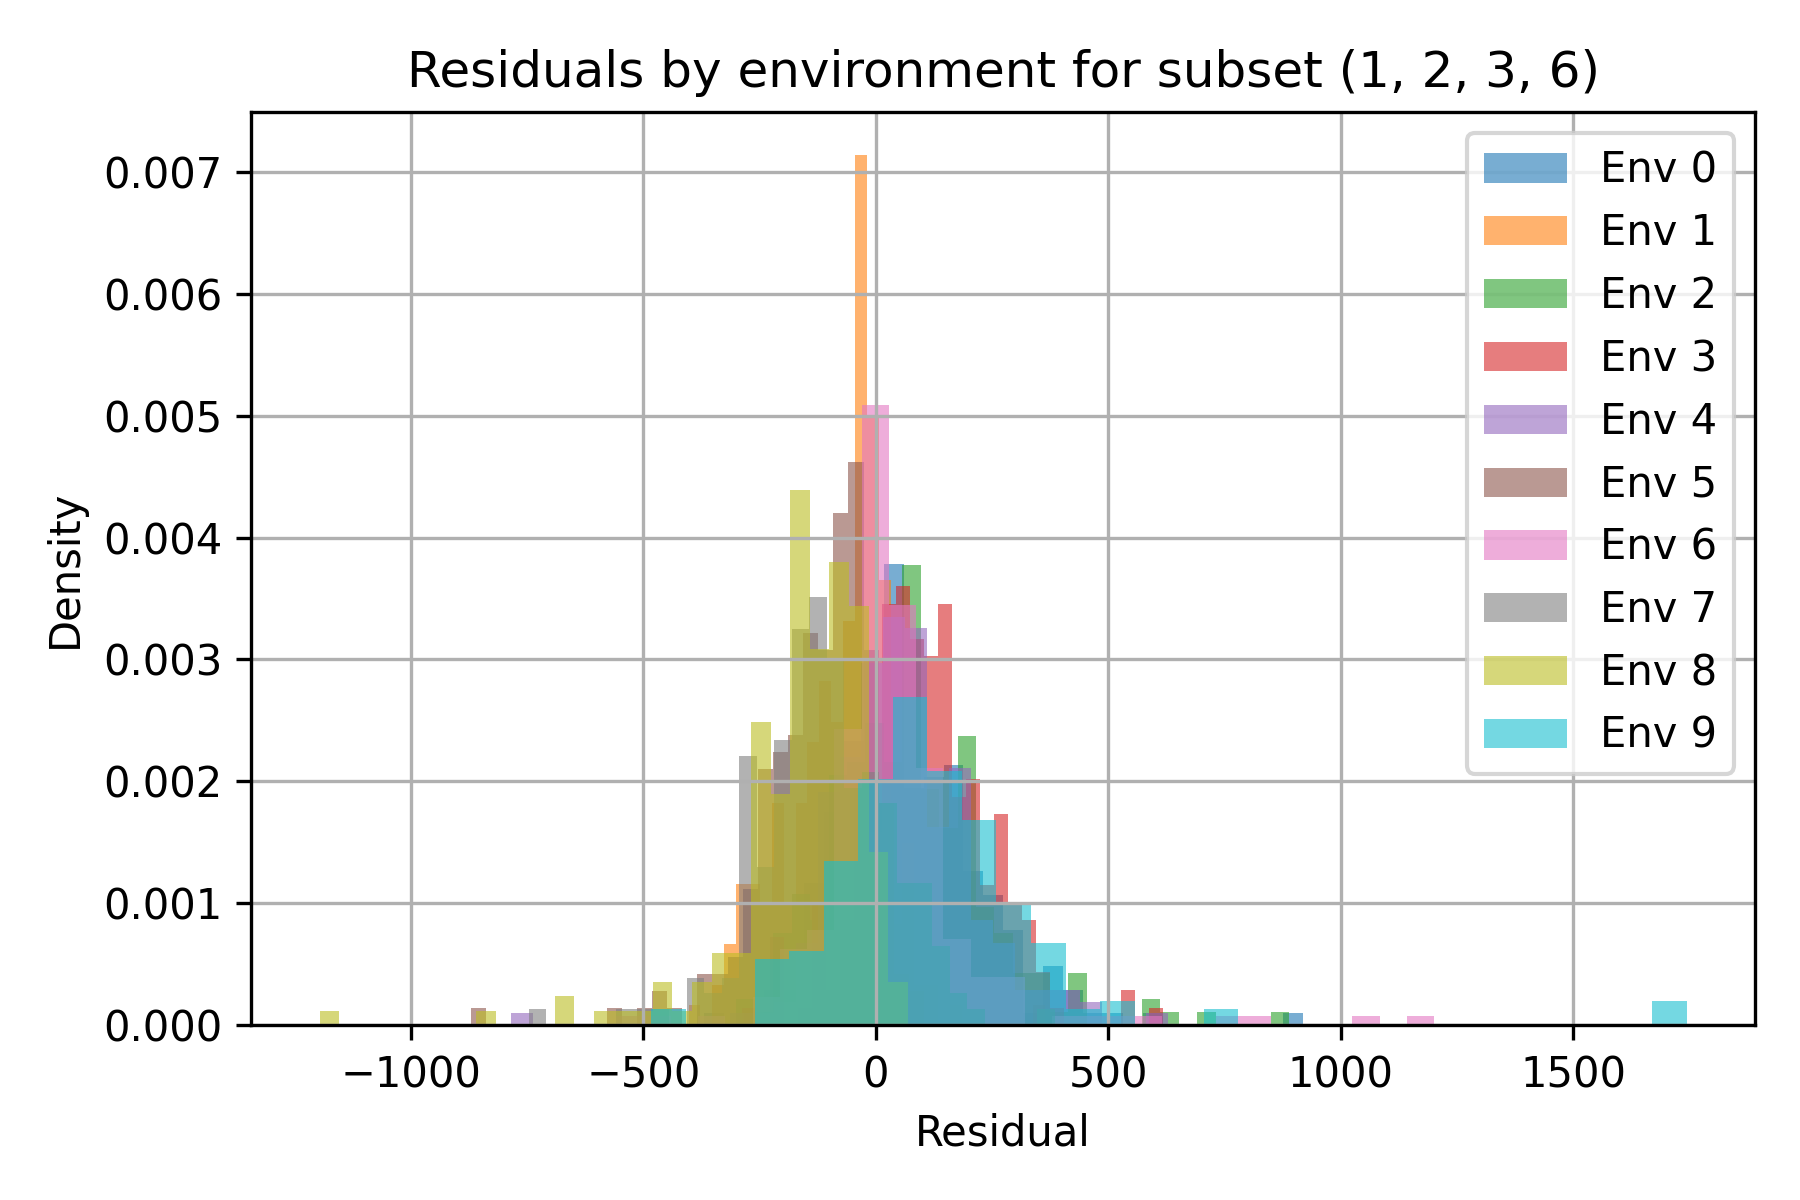 Residuals by environment for subset (1, 2, 3, 6)
0.007
0.006
0.005
0.004
0.003
0.002
0.001
0.000
Density
−1000
−500
0
500
1000
1500
Residual
Env 0
Env 1
Env 2
Env 3
Env 4
Env 5
Env 6
Env 7
Env 8
Env 9